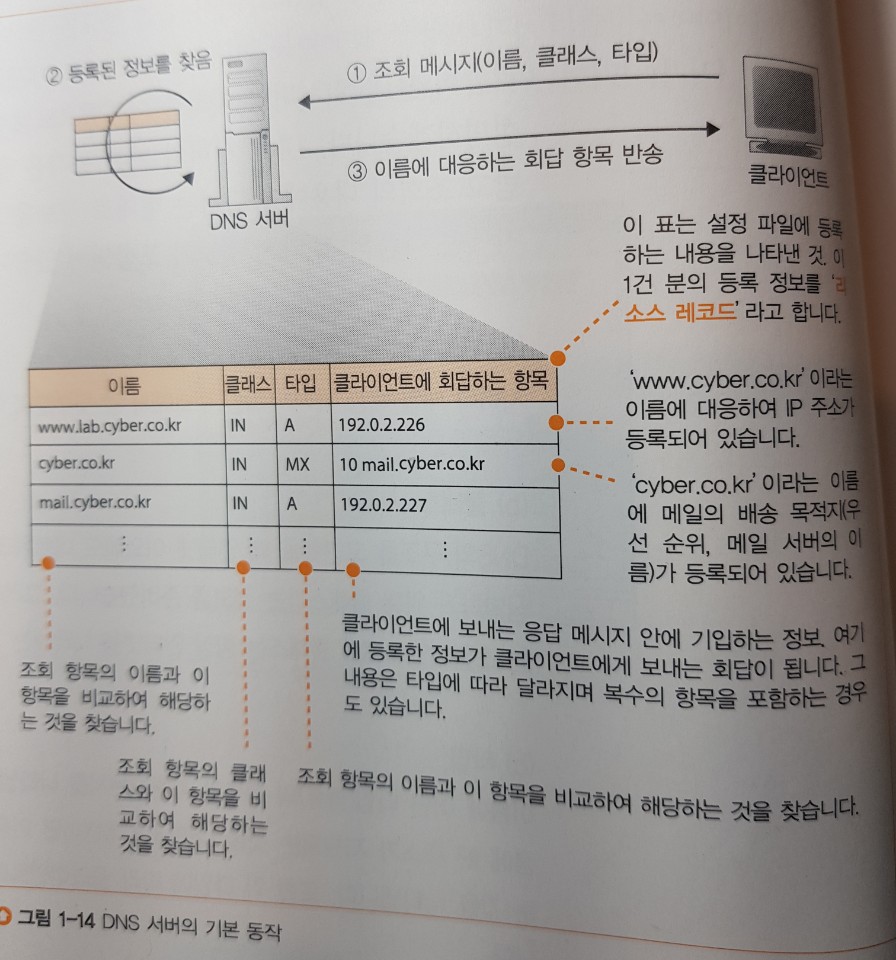 ② 등록된 정보를 찾음
① 조회 메시지(이름, 클래스, 타입)
③ 이름에 대응하는 회답 항목 반송
DNS 서버
클라이언트
이 표는 설정 파일에 등록
하는 내용을 나타낸 것. 이
1건 분의 등록 정보를 '리
소스 레코드' 라고 합니다.
이름 클래스 타입 클라이언트에 회답하는 항목
www.lab.cyber.co.kr IN A 192.0.2.226
cyber.co.kr IN MX 10 mail.cyber.co.kr
mail.cyber.co.kr IN A 192.0.2.227
⋮ ⋮ ⋮ ⋮
'www.cyber.co.kr' 이라는
이름에 대응하여 IP 주소가
등록되어 있습니다.
'cyber.co.kr' 이라는 이름
에 메일의 배송 목적지(우
선 순위, 메일 서버의 이
름)가 등록되어 있습니다.
클라이언트에 보내는 응답 메시지 안에 기입하는 정보. 여기
에 등록한 정보가 클라이언트에게 보내는 회답이 됩니다. 그
내용은 타입에 따라 달라지며 복수의 항목을 포함하는 경우
도 있습니다.
조회 항목의 이름과 이
항목을 비교하여 해당하
는 것을 찾습니다.
조회 항목의 클래
스와 이 항목을 비
교하여 해당하는
것을 찾습니다.
조회 항목의 이름과 이 항목을 비교하여 해당하는 것을 찾습니다.
그림 1-14 DNS 서버의 기본 동작